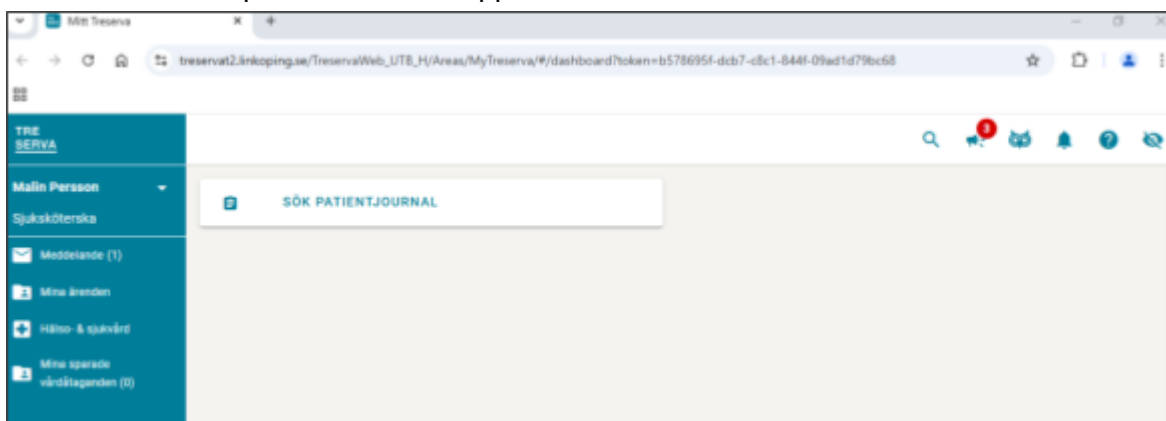 Mitt Treserva
treservat2.linkoping.se/TreservaWeb_UTB_H/Areas/MyTreserva/#/dashboard?token=b578695f-dcb7-c8c1-844f-09ad1d79bc68
TRE
SERVA
3
Malin Persson
Sjuksköterska
SÖK PATIENTJOURNAL
Meddelande (1)
Mina ärenden
Hälso- & sjukvård
Mina sparade
vårdåtaganden (0)